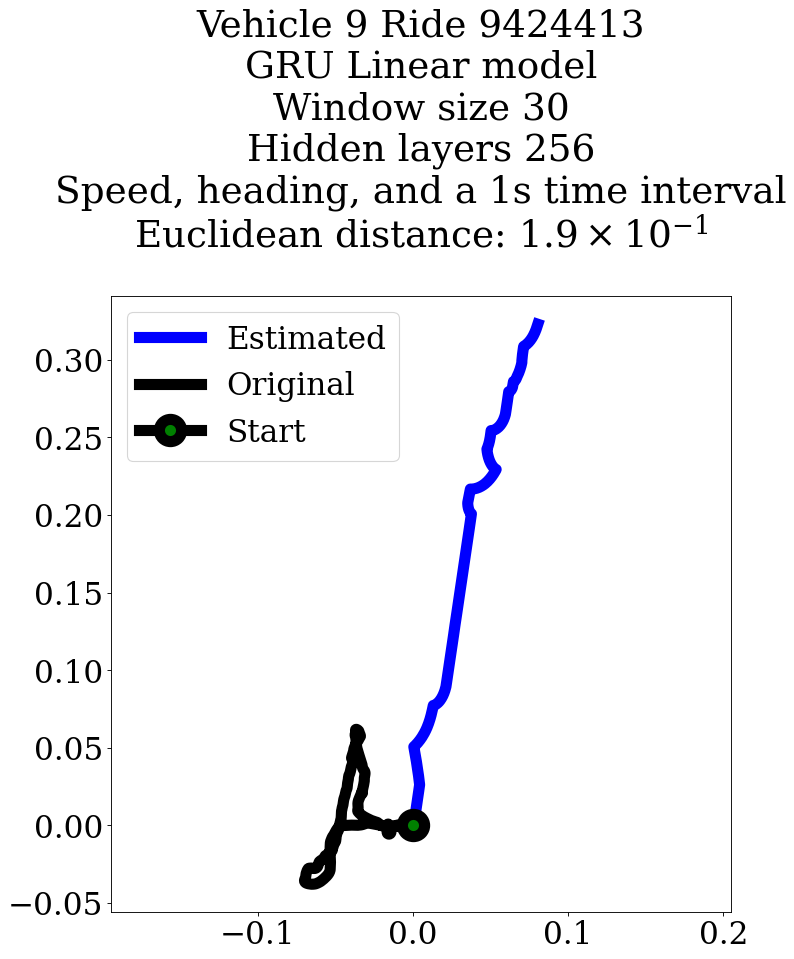 Vehicle 9 Ride 9424413
GRU Linear model
Window size 30
Hidden layers 256
Speed, heading, and a 1s time interval
Euclidean distance: 1.9 × 10⁻¹
Estimated
Original
Start
0.30
0.25
0.20
0.15
0.10
0.05
0.00
−0.05
−0.1 0.0 0.1 0.2